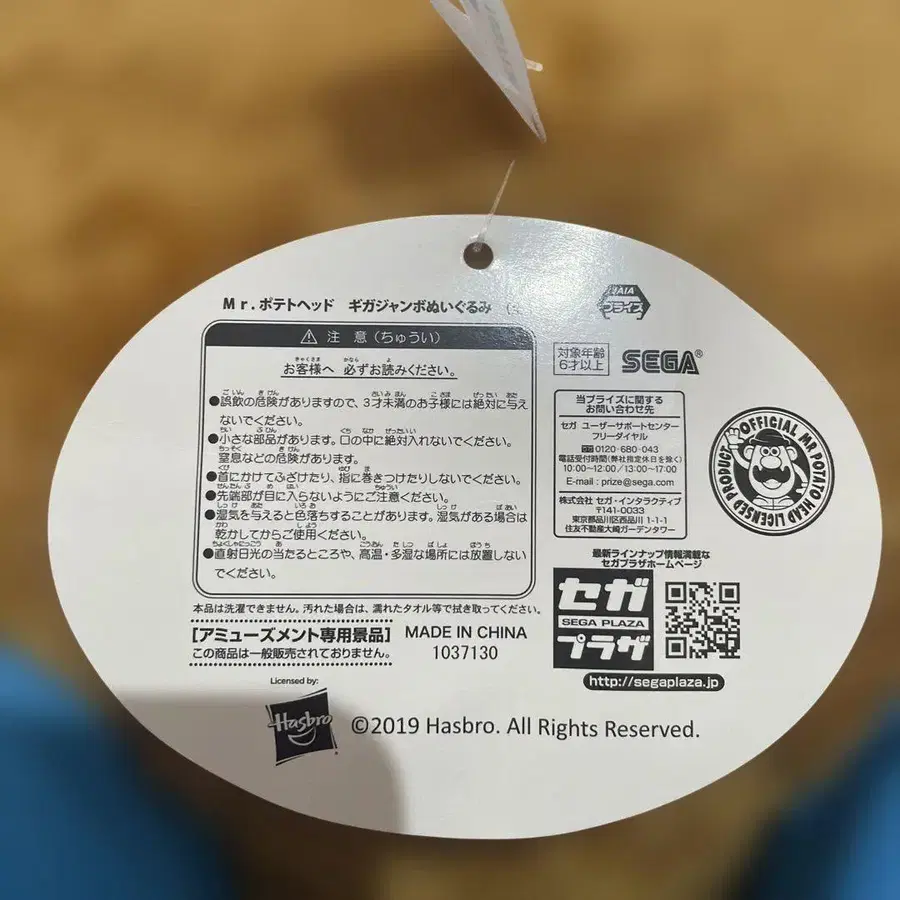 Mr.ポテトヘッド ギガジャンボぬいぐるみ
JAIA
プライズ
⚠ 注 意 (ちゅうい)
お客様へ 必ずお読みください。
●誤飲の危険がありますので、3才未満のお子様には絶対に与え
ないでください。
●小さな部品があります。口の中に絶対入れないでください。
窒息などの危険があります。
●首にかけてふざけたり、指に巻きつけたりしないでください。
●先端部が目に入らないようにご注意ください。
●湿気を与えると色落ちすることがあります。湿気がある場合は
乾かしてからご使用ください。
●直射日光の当たるところや、高温・多湿な場所には放置しない
でください。
本品は洗濯できません。汚れた場合は、濡れたタオル等で拭き取ってください。
[アミューズメント専用景品]
この商品は一般販売されておりません。
MADE IN CHINA
1037130
対象年齢
6才以上
SEGA®
当プライズに関する
お問い合わせ先
セガ ユーザーサポートセンター
フリーダイヤル
0120-680-043
電話受付時間(弊社指定休日を除く)
10:00~12:00/13:00~17:00
E-mail : prize@sega.com
株式会社 セガ・インタラクティブ
〒141-0033
東京都品川区西品川 1-1-1
住友不動産大崎ガーデンタワー
OFFICIAL MR POTATO HEAD LICENSED PRODUCT
最新ラインナップ情報満載な
セガプラザホームページ
セガ
SEGA PLAZA
プラザ
http://segaplaza.jp
Licensed by:
Hasbro
©2019 Hasbro. All Rights Reserved.